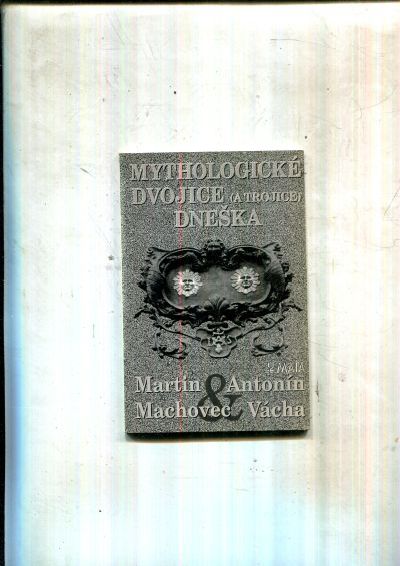 MYTHOLOGICKÉ
DVOJICE (A TROJICE)
DNEŠKA
Martin & Antonín
Machovec Vácha